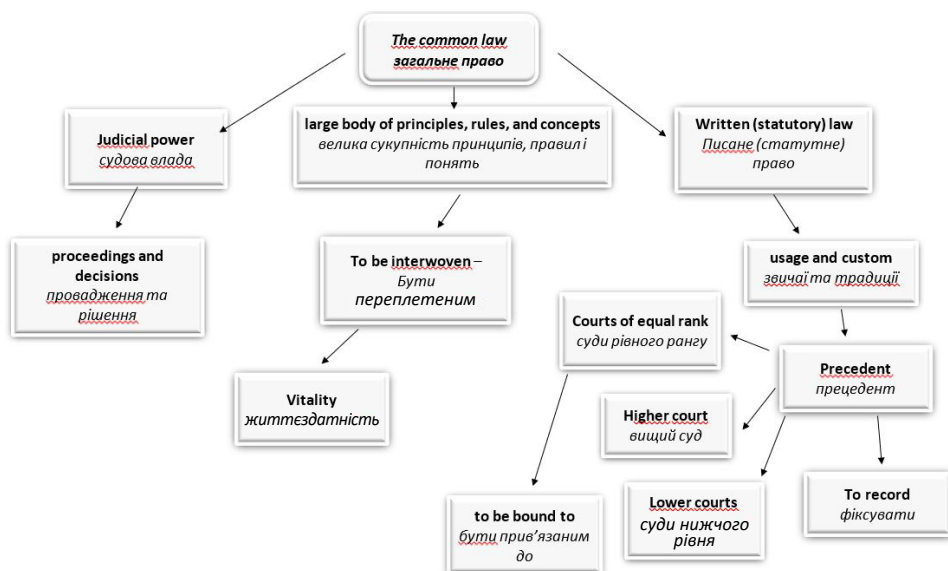 The common law
загальне право
Judicial power
судова влада
large body of principles, rules, and concepts
велика сукупність принципів, правил і
понять
Written (statutory) law
Писане (статутне)
право
proceedings and
decisions
провадження та
рішення
To be interwoven –
Бути
переплетеним
usage and custom
звичаї та традиції
Courts of equal rank
суди рівного рангу
Precedent
прецедент
Vitality
життєздатність
Higher court
вищий суд
to be bound to
бути прив’язаним
до
Lower courts
суди нижчого
рівня
To record
фіксувати